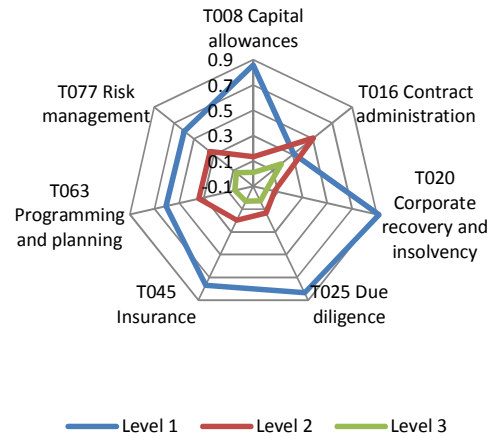 T008 Capital
allowances
0.9
0.7
0.5
0.3
0.1
-0.1
T077 Risk
management
T016 Contract
administration
T063
Programming
and planning
T020
Corporate
recovery and
insolvency
T045
Insurance
T025 Due
diligence
Level 1
Level 2
Level 3